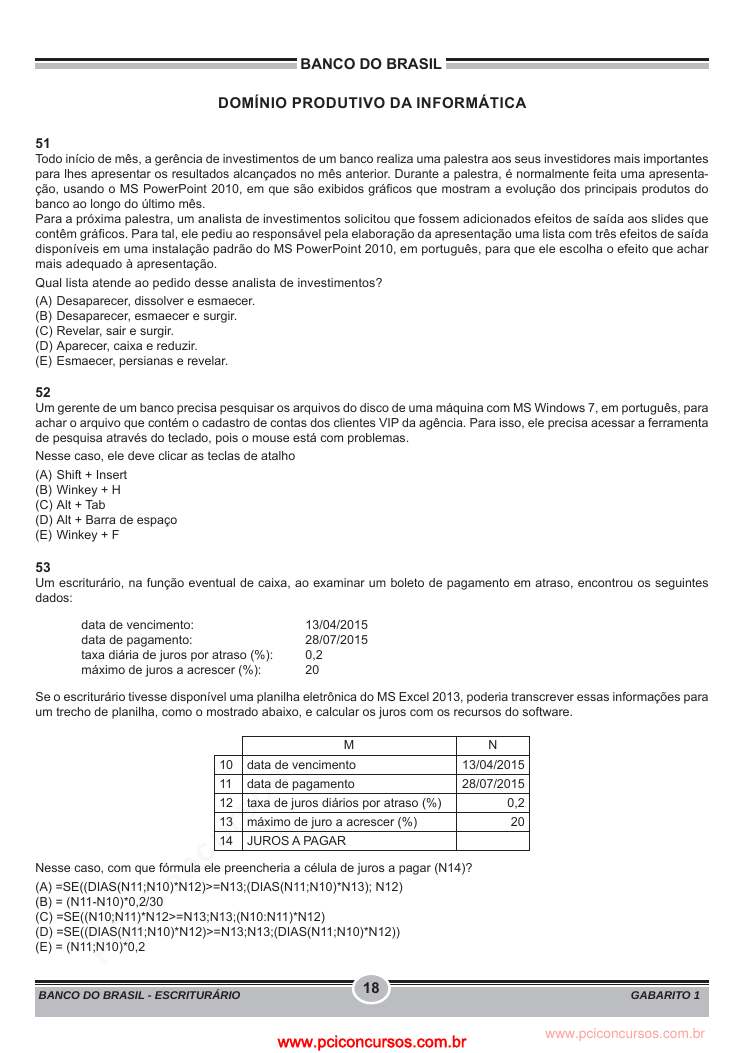 BANCO DO BRASIL
DOMÍNIO PRODUTIVO DA INFORMÁTICA
51
Todo início de mês, a gerência de investimentos de um banco realiza uma palestra aos seus investidores mais importantes
para lhes apresentar os resultados alcançados no mês anterior. Durante a palestra, é normalmente feita uma apresenta-
ção, usando o MS PowerPoint 2010, em que são exibidos gráficos que mostram a evolução dos principais produtos do
banco ao longo do último mês.
Para a próxima palestra, um analista de investimentos solicitou que fossem adicionados efeitos de saída aos slides que
contêm gráficos. Para tal, ele pediu ao responsável pela elaboração da apresentação uma lista com três efeitos de saída
disponíveis em uma instalação padrão do MS PowerPoint 2010, em português, para que ele escolha o efeito que achar
mais adequado à apresentação.
Qual lista atende ao pedido desse analista de investimentos?
(A) Desaparecer, dissolver e esmaecer.
(B) Desaparecer, esmaecer e surgir.
(C) Revelar, sair e surgir.
(D) Aparecer, caixa e reduzir.
(E) Esmaecer, persianas e revelar.
52
Um gerente de um banco precisa pesquisar os arquivos do disco de uma máquina com MS Windows 7, em português, para
achar o arquivo que contém o cadastro de contas dos clientes VIP da agência. Para isso, ele precisa acessar a ferramenta
de pesquisa através do teclado, pois o mouse está com problemas.
Nesse caso, ele deve clicar as teclas de atalho
(A) Shift + Insert
(B) Winkey + H
(C) Alt + Tab
(D) Alt + Barra de espaço
(E) Winkey + F
53
Um escriturário, na função eventual de caixa, ao examinar um boleto de pagamento em atraso, encontrou os seguintes
dados:
data de vencimento: 13/04/2015
data de pagamento: 28/07/2015
taxa diária de juros por atraso (%): 0,2
máximo de juros a acrescer (%): 20
Se o escriturário tivesse disponível uma planilha eletrônica do MS Excel 2013, poderia transcrever essas informações para
um trecho de planilha, como o mostrado abaixo, e calcular os juros com os recursos do software.
M N
10 data de vencimento 13/04/2015
11 data de pagamento 28/07/2015
12 taxa de juros diários por atraso (%) 0,2
13 máximo de juro a acrescer (%) 20
14 JUROS A PAGAR
Nesse caso, com que fórmula ele preencheria a célula de juros a pagar (N14)?
(A) =SE((DIAS(N11;N10)*N12)>=N13;(DIAS(N11;N10)*N13); N12)
(B) = (N11-N10)*0,2/30
(C) =SE((N10;N11)*N12>=N13;N13;(N10:N11)*N12)
(D) =SE((DIAS(N11;N10)*N12)>=N13;N13;(DIAS(N11;N10)*N12))
(E) = (N11;N10)*0,2
BANCO DO BRASIL - ESCRITURÁRIO 18 GABARITO 1
www.pciconcursos.com.br
www.pciconcursos.com.br